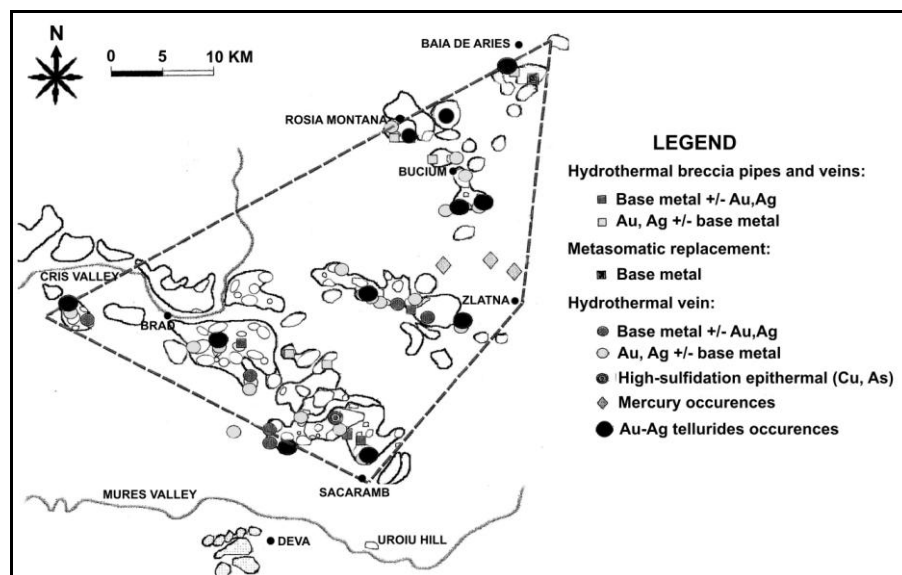 N
0 5 10 KM
BAIA DE ARIES
ROSIA MONTANA
BUCIUM
CRIS VALLEY
BRAD
ZLATNA
SACARAMB
MURES VALLEY
DEVA
UROIU HILL
LEGEND
Hydrothermal breccia pipes and veins:
Base metal +/- Au,Ag
Au, Ag +/- base metal
Metasomatic replacement:
Base metal
Hydrothermal vein:
Base metal +/- Au,Ag
Au, Ag +/- base metal
High-sulfidation epithermal (Cu, As)
Mercury occurences
Au-Ag tellurides occurences